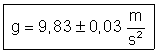 g = 9,83 ± 0,03 m/s²